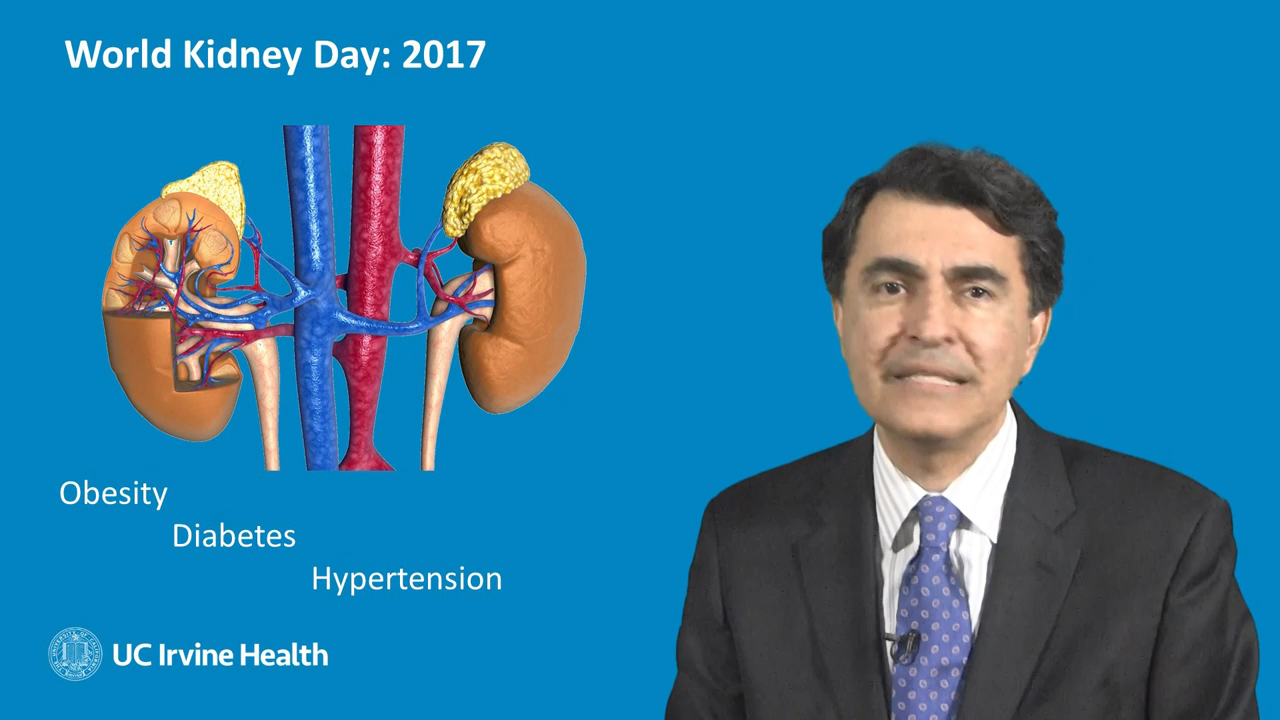 World Kidney Day: 2017
Obesity
Diabetes
Hypertension
UC Irvine Health